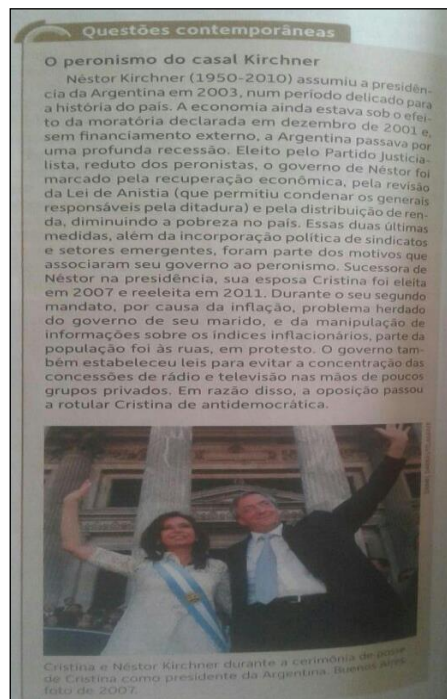 Questões contemporâneas
O peronismo do casal Kirchner
Néstor Kirchner (1950-2010) assumiu a presidên-
cia da Argentina em 2003, num período delicado para
a história do país. A economia ainda estava sob o efei-
to da moratória declarada em dezembro de 2001 e,
sem financiamento externo, a Argentina passava por
uma profunda recessão. Eleito pelo Partido Justicia-
lista, reduto dos peronistas, o governo de Néstor foi
marcado pela recuperação econômica, pela revisão
da Lei de Anistia (que permitiu condenar os generais
responsáveis pela ditadura) e pela distribuição de ren-
da, diminuindo a pobreza no país. Essas duas últimas
medidas, além da incorporação política de sindicatos
e setores emergentes, foram parte dos motivos que
associaram seu governo ao peronismo. Sucessora de
Néstor na presidência, sua esposa Cristina foi eleita
em 2007 e reeleita em 2011. Durante o seu segundo
mandato, por causa da inflação, problema herdado
do governo de seu marido, e da manipulação de
informações sobre os índices inflacionários, parte da
população foi às ruas, em protesto. O governo tam-
bém estabeleceu leis para evitar a concentração das
concessões de rádio e televisão nas mãos de poucos
grupos privados. Em razão disso, a oposição passou
a rotular Cristina de antidemocrática.
Cristina e Néstor Kirchner durante a cerimônia de posse
de Cristina como presidente da Argentina. Buenos Aires,
foto de 2007.